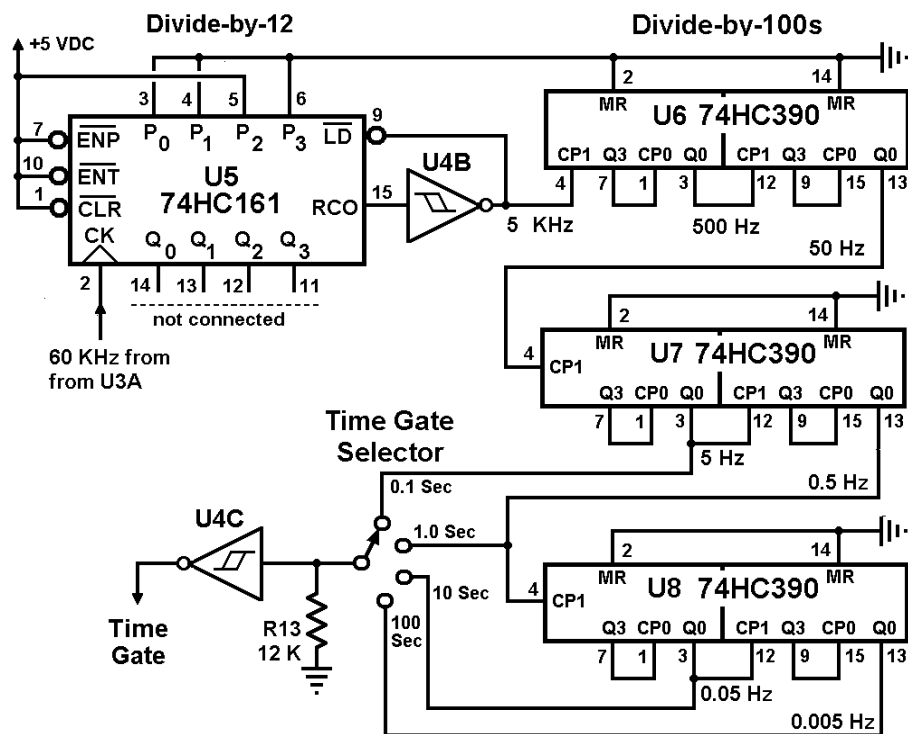 Divide-by-12
Divide-by-100s
+5 VDC
3 4 5 6
2 14
7 ENP P0 P1 P2 P3 LD 9
10 ENT U5
1 CLR 74HC161 RCO 15
CK Q0 Q1 Q2 Q3
2 14 13 12 11
not connected
60 KHz from
from U3A
U4B
5 KHz
MR MR
U6 74HC390
CP1 Q3 CP0 Q0 CP1 Q3 CP0 Q0
4 7 1 3 12 9 15 13
500 Hz
50 Hz
2 14
MR MR
4 CP1 U7 74HC390
Q3 CP0 Q0 CP1 Q3 CP0 Q0
7 1 3 12 9 15 13
5 Hz
0.5 Hz
Time Gate
Selector
0.1 Sec
1.0 Sec
10 Sec
100
Sec
U4C
R13
12 K
Time
Gate
2 14
MR MR
4 CP1 U8 74HC390
Q3 CP0 Q0 CP1 Q3 CP0 Q0
7 1 3 12 9 15 13
0.05 Hz
0.005 Hz